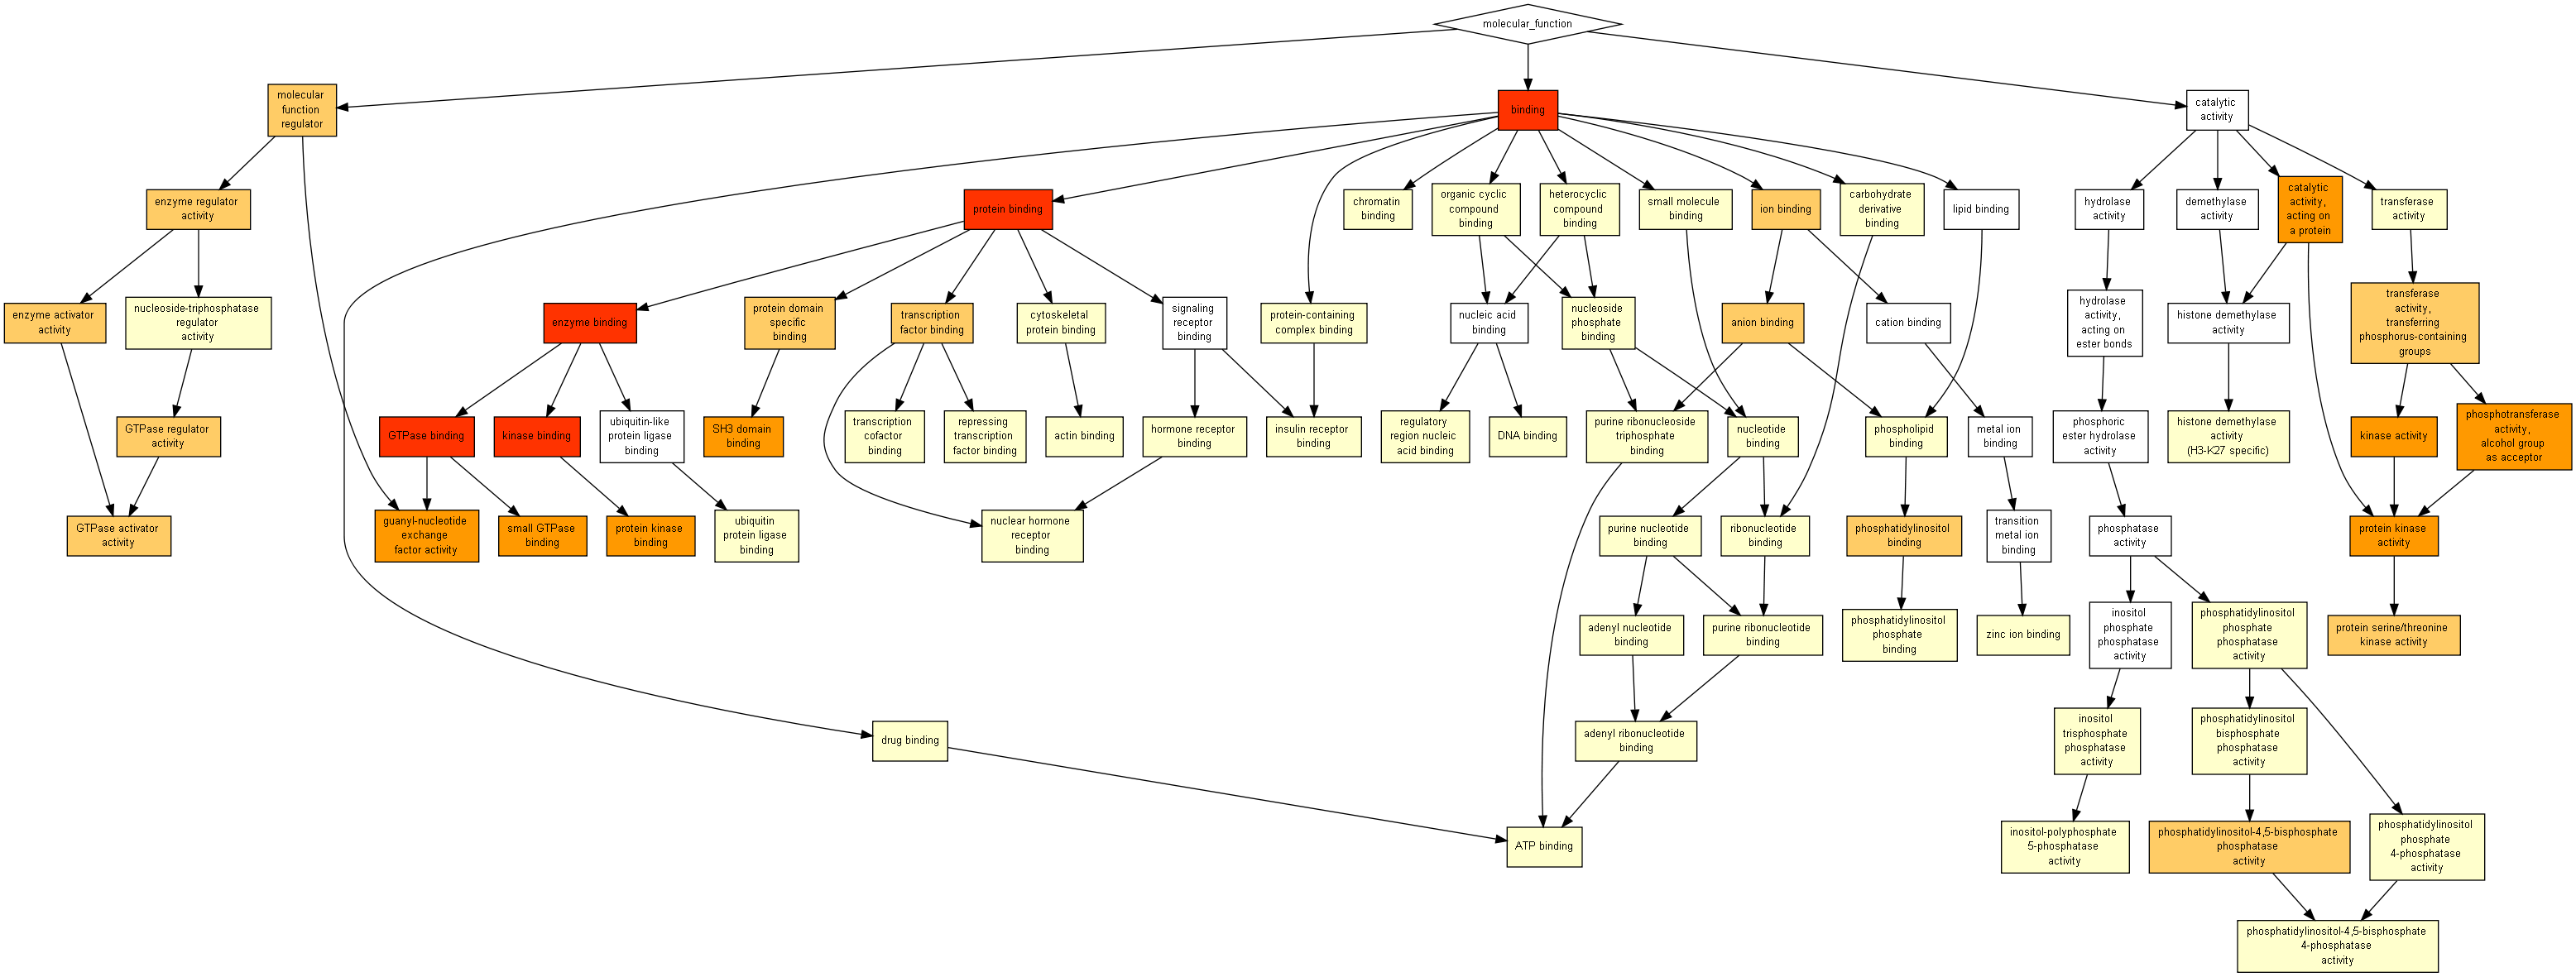 molecular_function
molecular
function
regulator
binding
catalytic
activity
enzyme regulator
activity
protein binding
chromatin
binding
organic cyclic
compound
binding
heterocyclic
compound
binding
small molecule
binding
ion binding
carbohydrate
derivative
binding
lipid binding
hydrolase
activity
demethylase
activity
catalytic
activity,
acting on
a protein
transferase
activity
enzyme activator
activity
nucleoside-triphosphatase
regulator
activity
enzyme binding
protein domain
specific
binding
transcription
factor binding
cytoskeletal
protein binding
signaling
receptor
binding
protein-containing
complex binding
nucleic acid
binding
nucleoside
phosphate
binding
anion binding
cation binding
hydrolase
activity,
acting on
ester bonds
histone demethylase
activity
transferase
activity,
transferring
phosphorus-containing
groups
GTPase regulator
activity
GTPase binding
kinase binding
ubiquitin-like
protein ligase
binding
SH3 domain
binding
transcription
cofactor
binding
repressing
transcription
factor binding
actin binding
hormone receptor
binding
insulin receptor
binding
regulatory
region nucleic
acid binding
DNA binding
purine ribonucleoside
triphosphate
binding
nucleotide
binding
phospholipid
binding
metal ion
binding
phosphoric
ester hydrolase
activity
histone demethylase
activity
(H3-K27 specific)
kinase activity
phosphotransferase
activity,
alcohol group
as acceptor
GTPase activator
activity
guanyl-nucleotide
exchange
factor activity
small GTPase
binding
protein kinase
binding
ubiquitin
protein ligase
binding
nuclear hormone
receptor
binding
purine nucleotide
binding
ribonucleotide
binding
phosphatidylinositol
binding
transition
metal ion
binding
phosphatase
activity
protein kinase
activity
adenyl nucleotide
binding
purine ribonucleotide
binding
phosphatidylinositol
phosphate
binding
zinc ion binding
inositol
phosphate
phosphatase
activity
phosphatidylinositol
phosphate
phosphatase
activity
protein serine/threonine
kinase activity
drug binding
adenyl ribonucleotide
binding
inositol
trisphosphate
phosphatase
activity
phosphatidylinositol
bisphosphate
phosphatase
activity
ATP binding
inositol-polyphosphate
5-phosphatase
activity
phosphatidylinositol-4,5-bisphosphate
phosphatase
activity
phosphatidylinositol
phosphate
4-phosphatase
activity
phosphatidylinositol-4,5-bisphosphate
4-phosphatase
activity